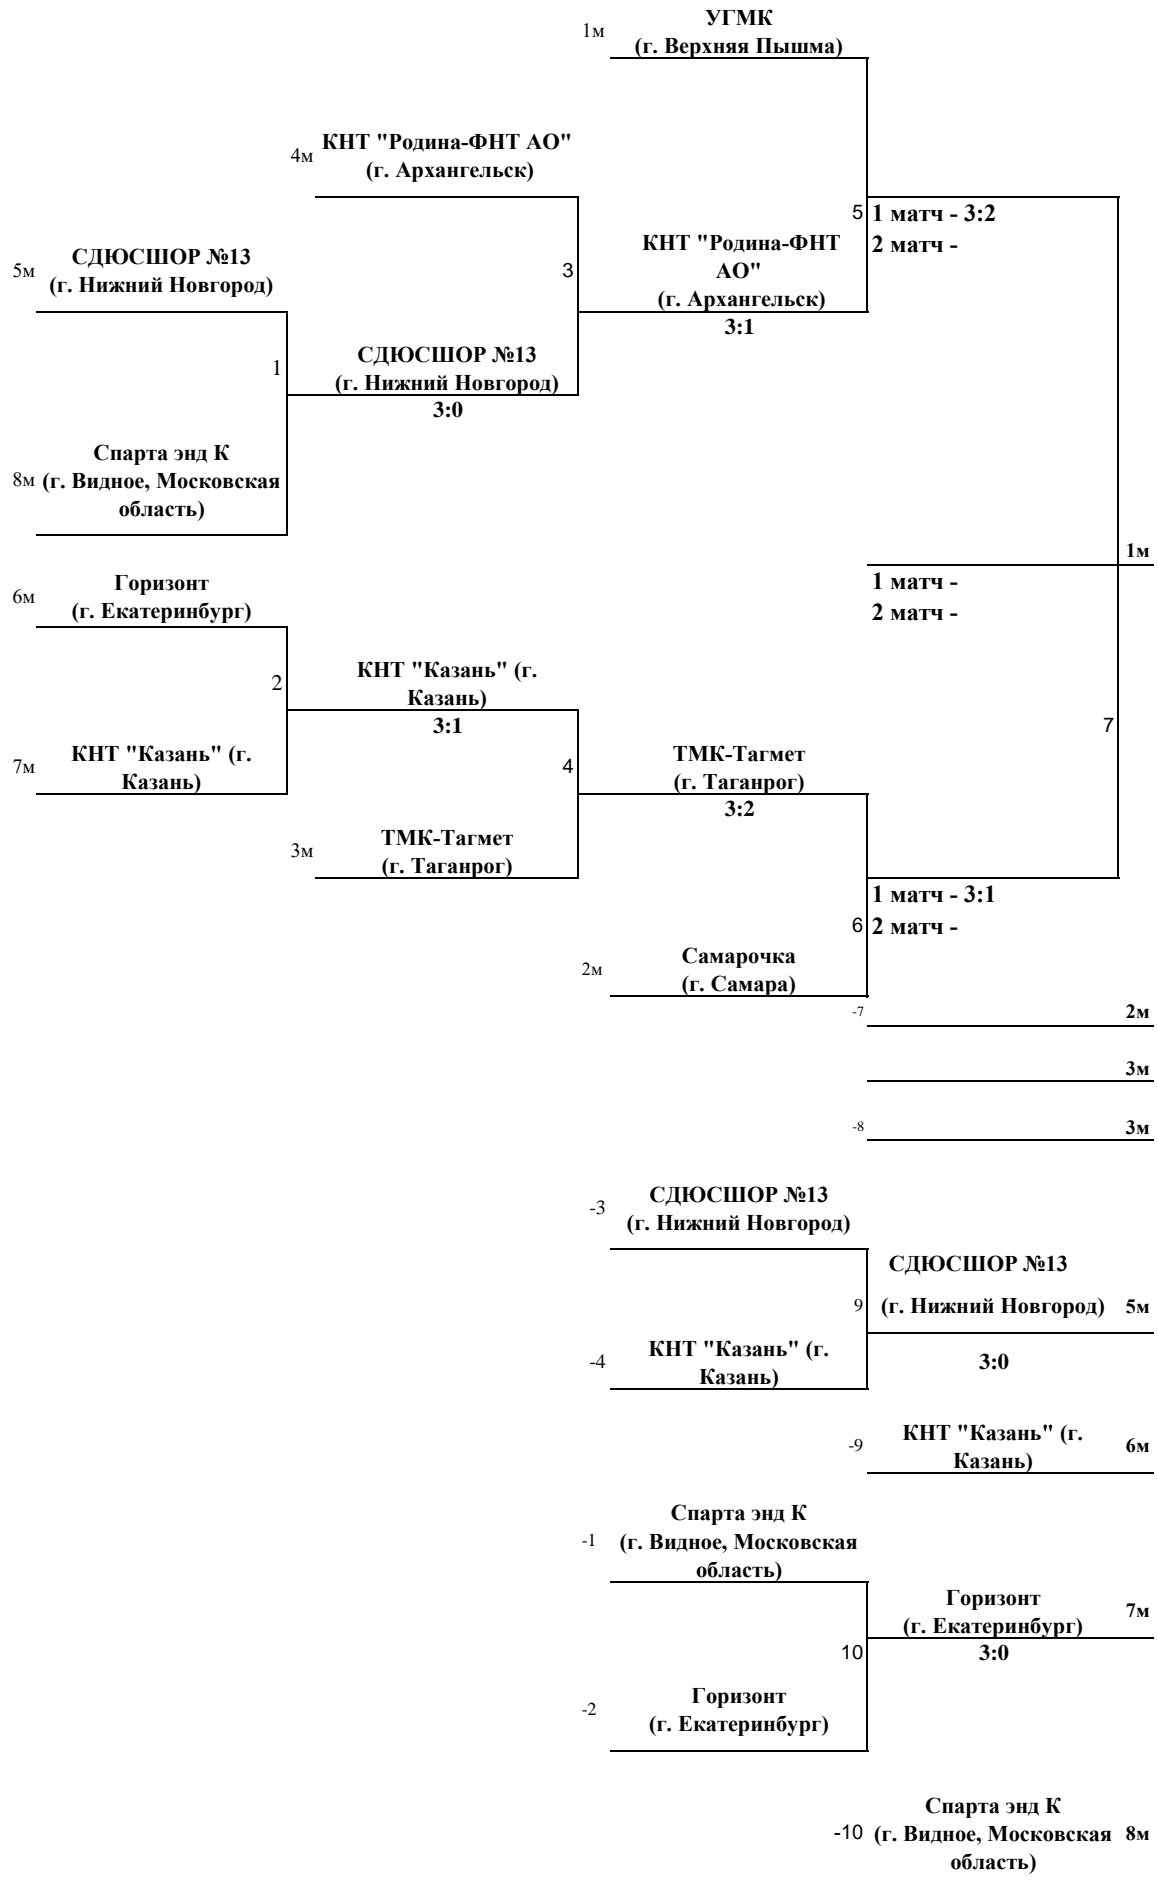 УГМК
1м
(г. Верхняя Пышма)
КНТ "Родина-ФНТ АО"
4м
(г. Архангельск)
5
1 матч - 3:2
КНТ "Родина-ФНТ
2 матч -
СДЮСШОР №13
АО"
5м
3
(г. Нижний Новгород)
(г. Архангельск)
3:1
СДЮСШОР №13
1
(г. Нижний Новгород)
3:0
Спарта энд К
8м
(г. Видное, Московская
область)
1м
Горизонт
1 матч -
6м
(г. Екатеринбург)
2 матч -
КНТ "Казань" (г.
2
Казань)
3:1
7
КНТ "Казань" (г.
ТМК-Тагмет
7м
4
Казань)
(г. Таганрог)
3:2
ТМК-Тагмет
3м
(г. Таганрог)
1 матч - 3:1
6
2 матч -
Самарочка
2м
(г. Самара)
-7
2м
3м
-8
3м
СДЮСШОР №13
-3
(г. Нижний Новгород)
СДЮСШОР №13
9
(г. Нижний Новгород)
5м
КНТ "Казань" (г.
-4
3:0
Казань)
КНТ "Казань" (г.
-9
6м
Казань)
Спарта энд К
-1
(г. Видное, Московская
область)
Горизонт
7м
(г. Екатеринбург)
10
3:0
Горизонт
-2
(г. Екатеринбург)
Спарта энд К
-10
(г. Видное, Московская
8м
область)